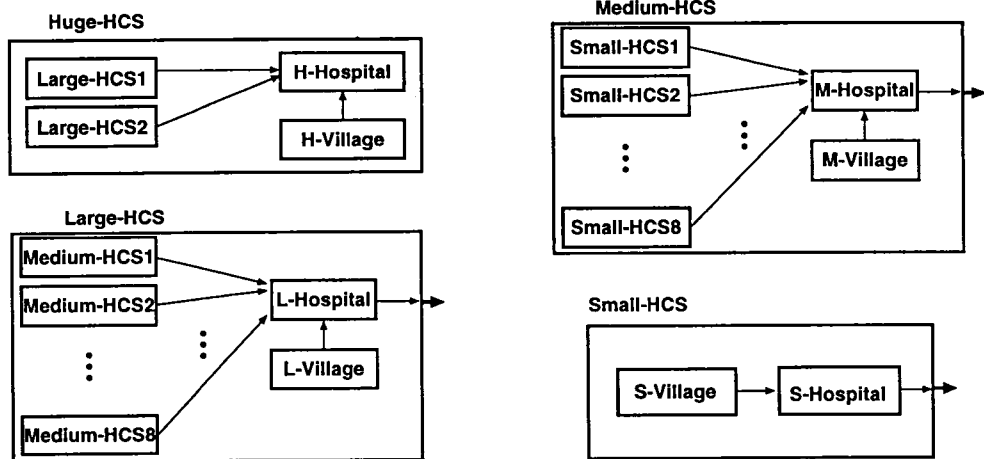 Huge-HCS
Large-HCS1
Large-HCS2
H-Hospital
H-Village
Large-HCS
Medium-HCS1
Medium-HCS2
Medium-HCS8
L-Hospital
L-Village
Medium-HCS
Small-HCS1
Small-HCS2
Small-HCS8
M-Hospital
M-Village
Small-HCS
S-Village
S-Hospital